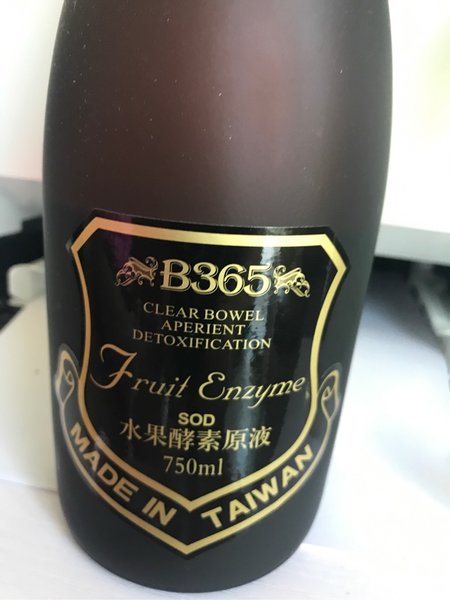 B365
CLEAR BOWEL
APERIENT
DETOXIFICATION
Fruit Enzyme
SOD
水果酵素原液
750ml
MADE IN TAIWAN